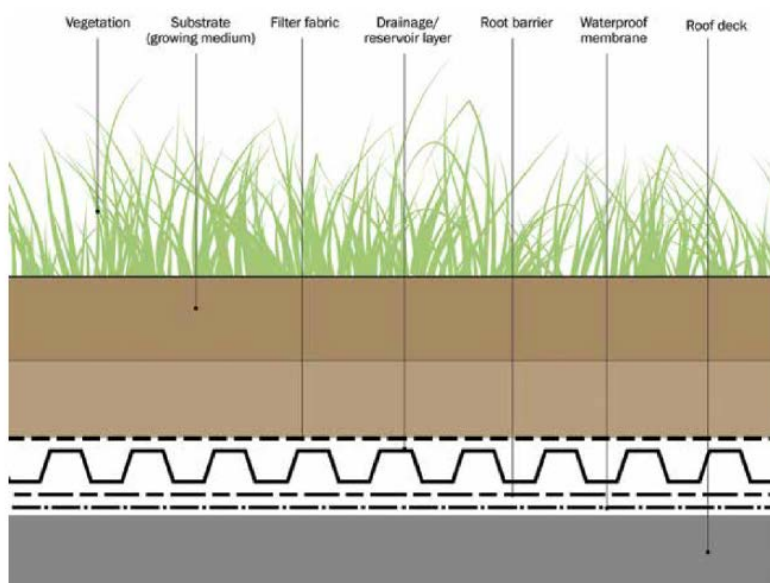 Vegetation
Substrate
(growing medium)
Filter fabric
Drainage/
reservoir layer
Root barrier
Waterproof
membrane
Roof deck